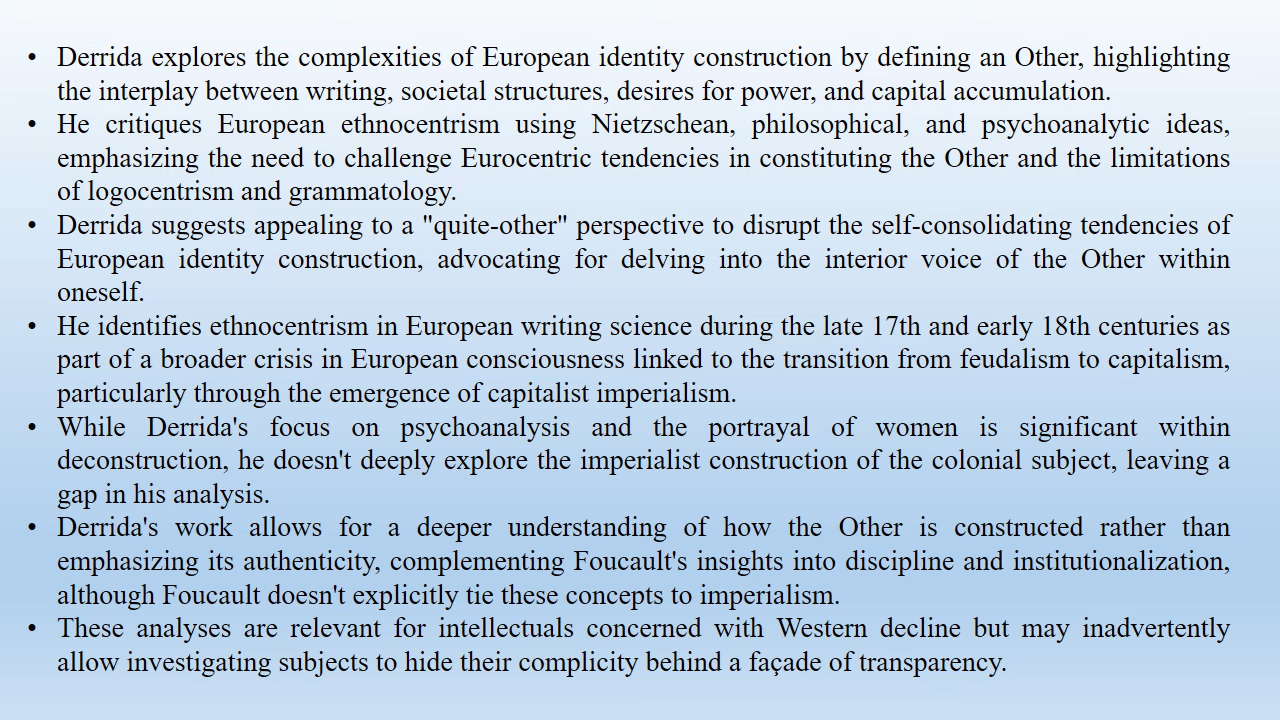 • Derrida explores the complexities of European identity construction by defining an Other, highlighting
the interplay between writing, societal structures, desires for power, and capital accumulation.
• He critiques European ethnocentrism using Nietzschean, philosophical, and psychoanalytic ideas,
emphasizing the need to challenge Eurocentric tendencies in constituting the Other and the limitations
of logocentrism and grammatology.
• Derrida suggests appealing to a "quite-other" perspective to disrupt the self-consolidating tendencies of
European identity construction, advocating for delving into the interior voice of the Other within
oneself.
• He identifies ethnocentrism in European writing science during the late 17th and early 18th centuries as
part of a broader crisis in European consciousness linked to the transition from feudalism to capitalism,
particularly through the emergence of capitalist imperialism.
• While Derrida's focus on psychoanalysis and the portrayal of women is significant within
deconstruction, he doesn't deeply explore the imperialist construction of the colonial subject, leaving a
gap in his analysis.
• Derrida's work allows for a deeper understanding of how the Other is constructed rather than
emphasizing its authenticity, complementing Foucault's insights into discipline and institutionalization,
although Foucault doesn't explicitly tie these concepts to imperialism.
• These analyses are relevant for intellectuals concerned with Western decline but may inadvertently
allow investigating subjects to hide their complicity behind a façade of transparency.